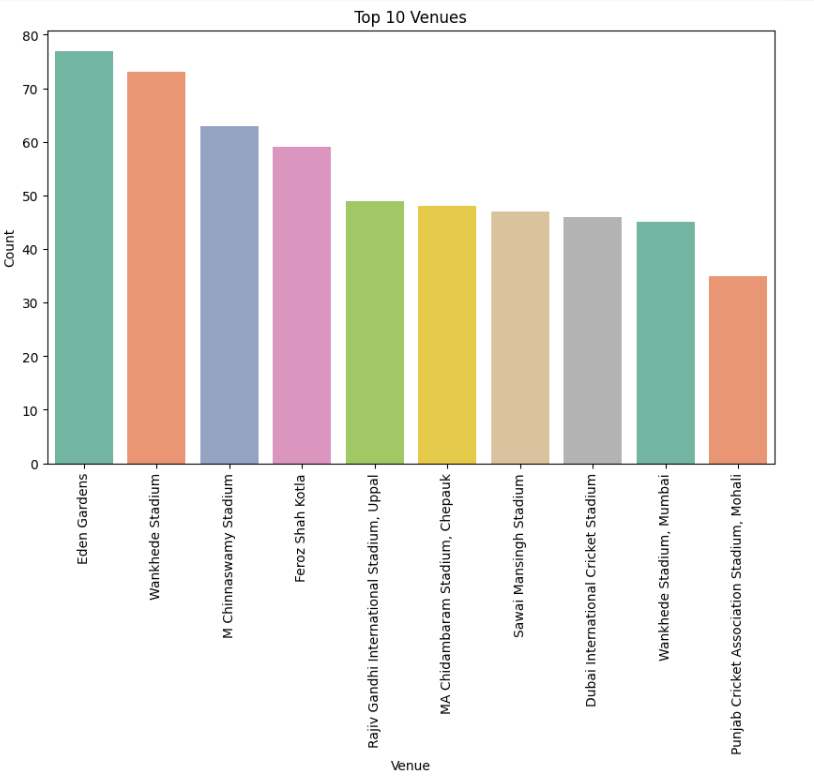 Top 10 Venues
Count
80
70
60
50
40
30
20
10
0
Eden Gardens
Wankhede Stadium
M Chinnaswamy Stadium
Feroz Shah Kotla
Rajiv Gandhi International Stadium, Uppal
MA Chidambaram Stadium, Chepauk
Sawai Mansingh Stadium
Dubai International Cricket Stadium
Wankhede Stadium, Mumbai
Punjab Cricket Association Stadium, Mohali
Venue